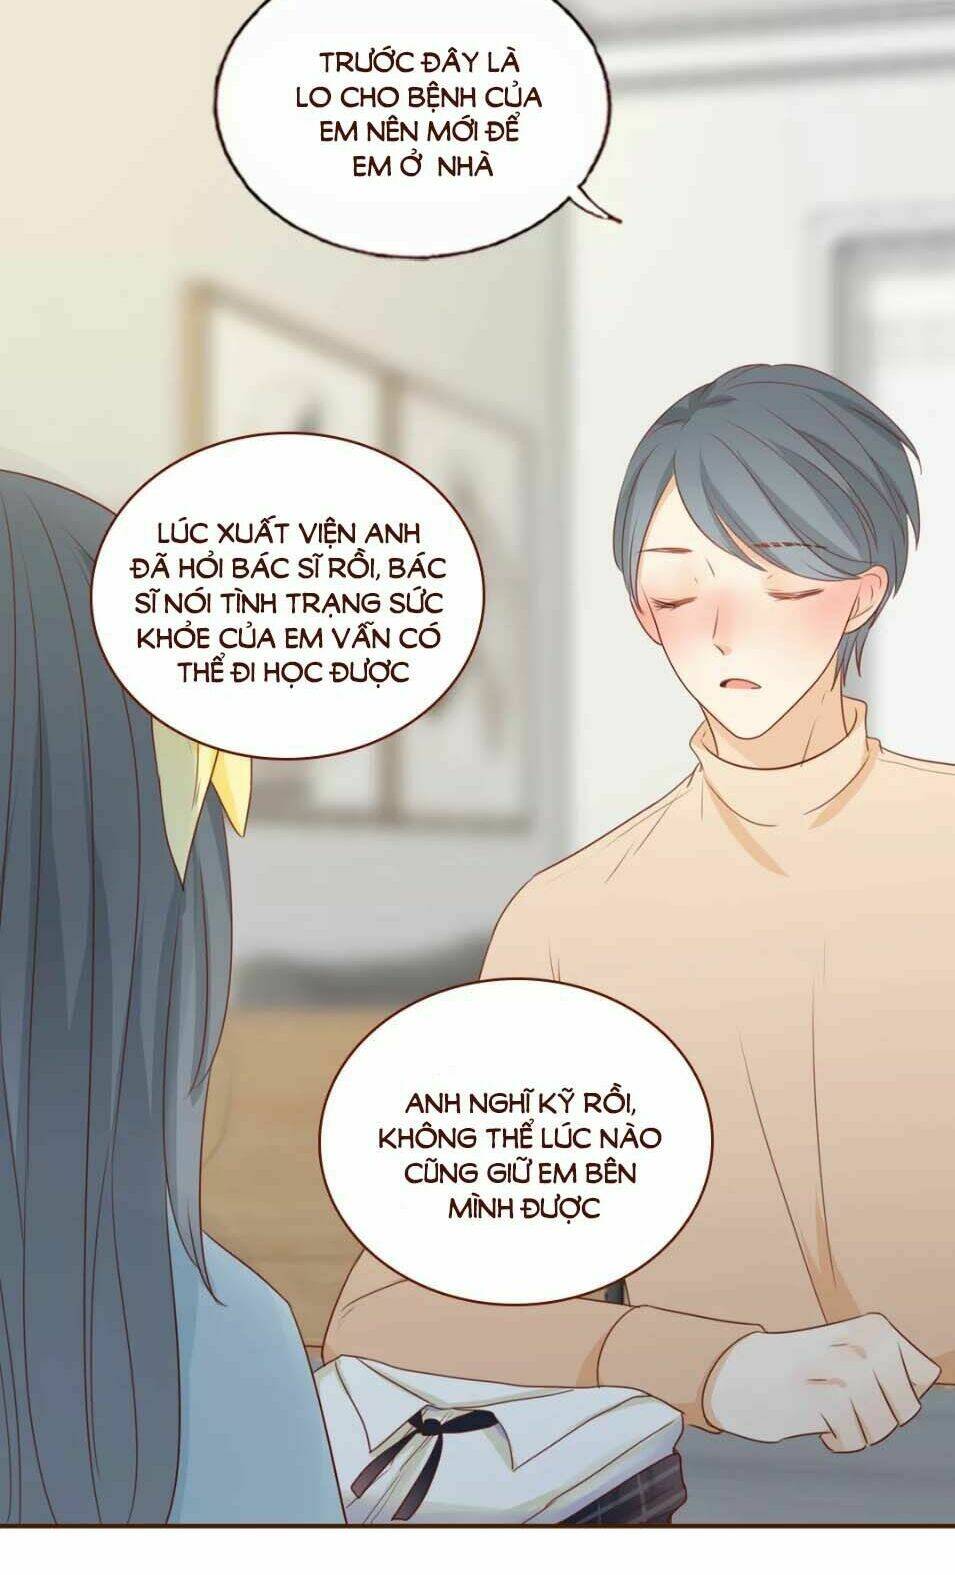 TRƯỚC ĐÂY LÀ
LO CHO BỆNH CỦA
EM NÊN MỚI ĐỂ
EM Ở NHÀ
LÚC XUẤT VIỆN ANH
ĐÃ HỎI BÁC SĨ RỒI, BÁC
SĨ NÓI TÌNH TRẠNG SỨC
KHỎE CỦA EM VẪN CÓ
THỂ ĐI HỌC ĐƯỢC
ANH NGHĨ KỸ RỒI,
KHÔNG THỂ LÚC NÀO
CŨNG GIỮ EM BÊN
MÌNH ĐƯỢC